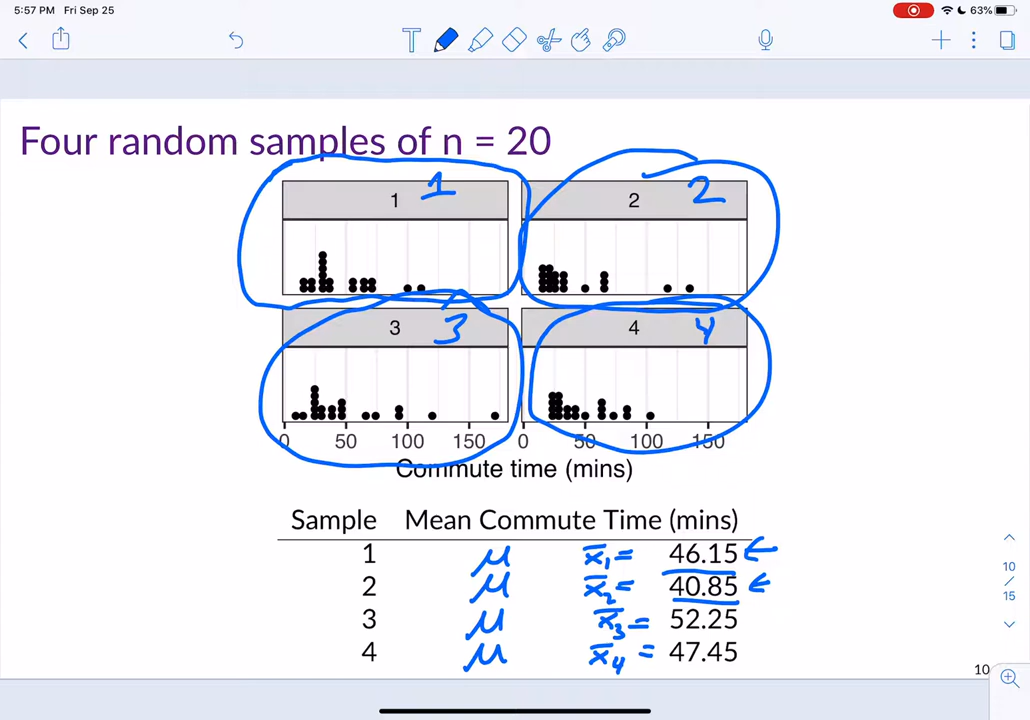 5:57 PM Fri Sep 25 63%
Four random samples of n = 20
1 1 2 2
3 3 4 4
0 50 100 150 0 50 100 150
Commute time (mins)
Sample Mean Commute Time (mins)
1 μ x̄₁ = 46.15 ←
2 μ x̄₂ = 40.85 ←
3 μ x̄₃ = 52.25
4 μ x̄₄ = 47.45
10
/
15
10